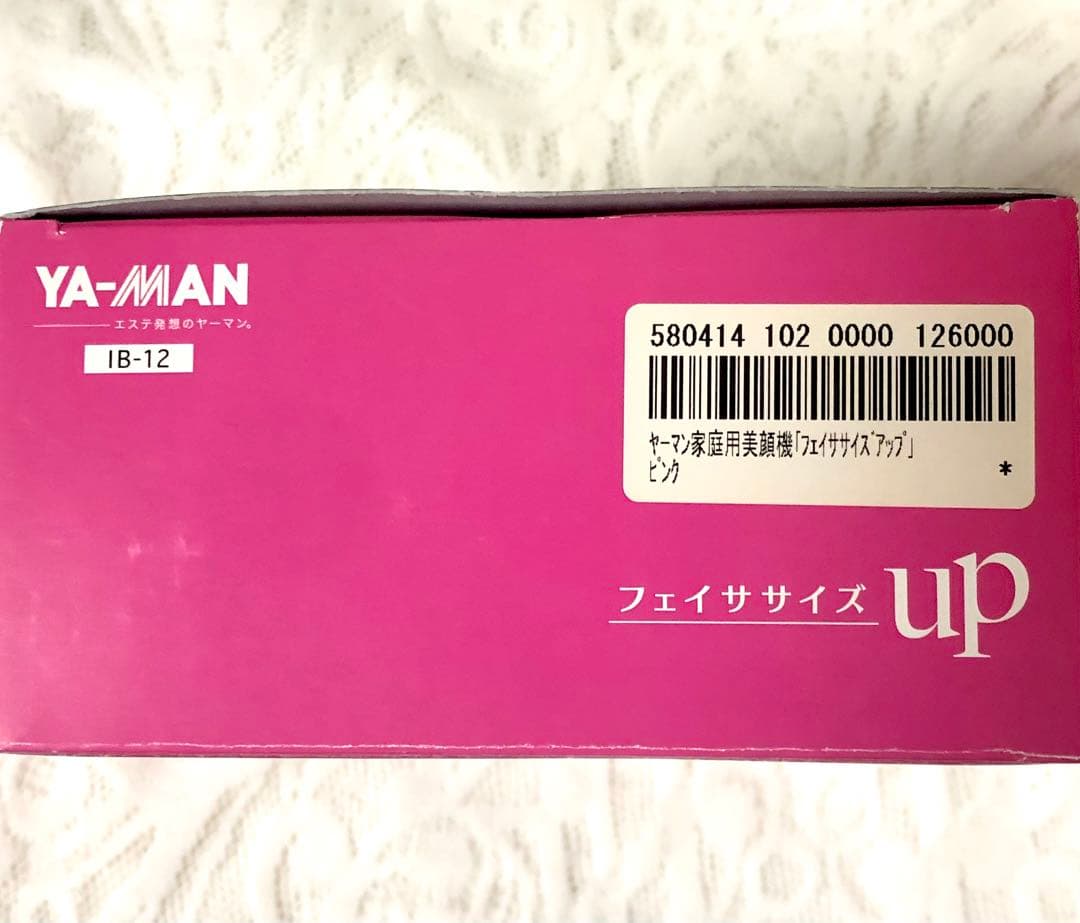 YA-MAN
エステ発想のヤーマン。
IB-12
580414 102 0000 126000
ﾔｰﾏﾝ家庭用美顔機｢ﾌｪｲｻｻｲｽﾞｱｯﾌﾟ｣
ﾋﾟﾝｸ *
フェイササイズ up